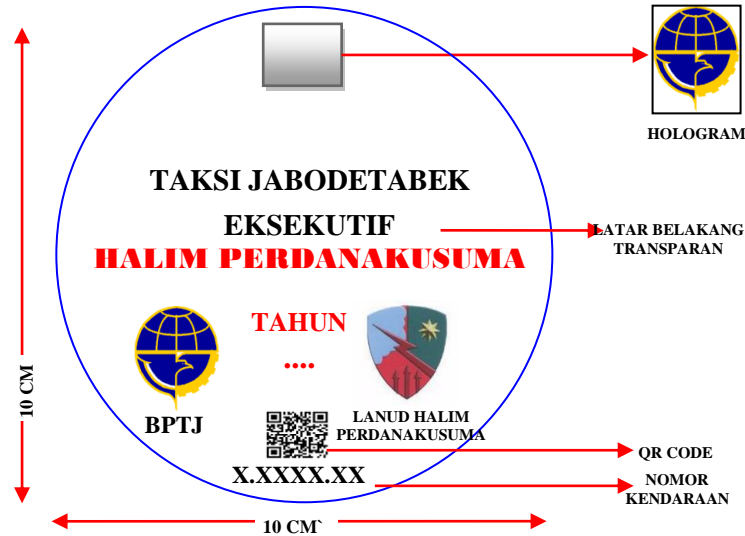 HOLOGRAM
TAKSI JABODETABEK
EKSEKUTIF
HALIM PERDANAKUSUMA
LATAR BELAKANG
TRANSPARAN
TAHUN
....
BPTJ
LANUD HALIM
PERDANAKUSUMA
QR CODE
X.XXXX.XX
NOMOR
KENDARAAN
10 CM
10 CM`